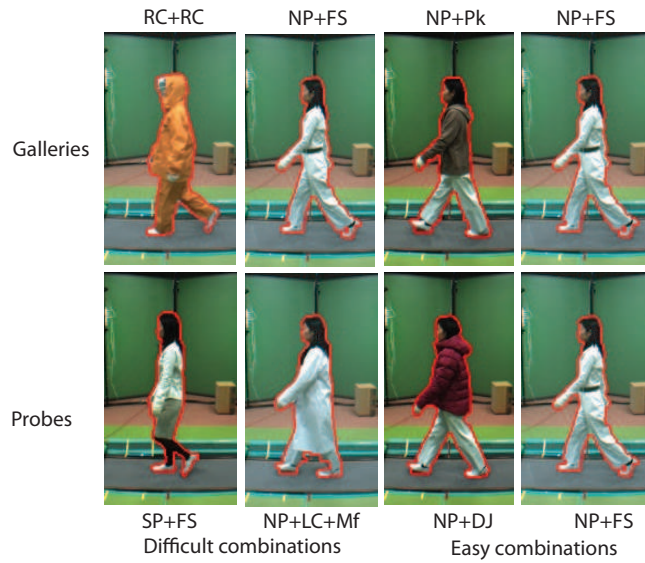 RC+RC NP+FS NP+Pk NP+FS
Galleries
Probes
SP+FS NP+LC+Mf NP+DJ NP+FS
Difficult combinations Easy combinations